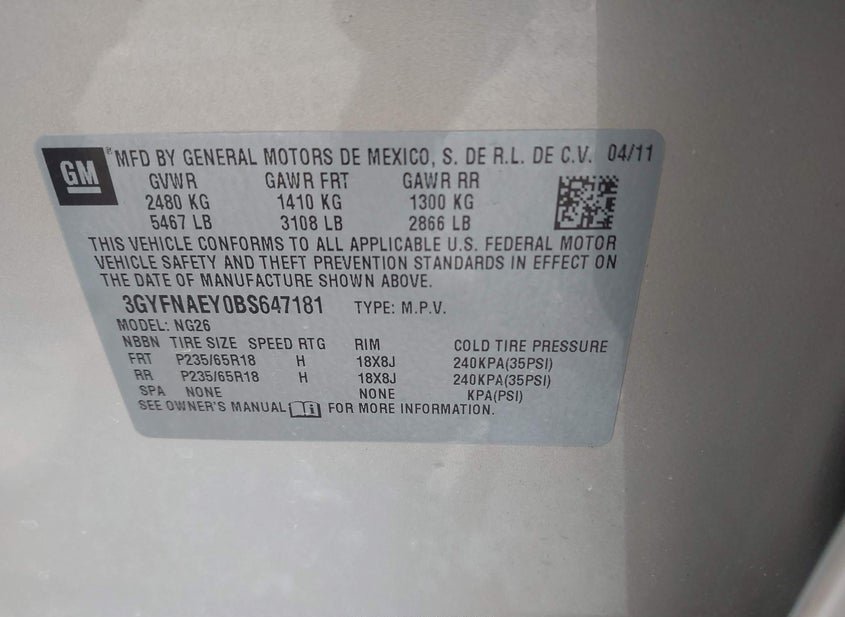 GM
® MFD BY GENERAL MOTORS DE MEXICO, S. DE R.L. DE C.V. 04/11
GVWR GAWR FRT GAWR RR
2480 KG 1410 KG 1300 KG
5467 LB 3108 LB 2866 LB
THIS VEHICLE CONFORMS TO ALL APPLICABLE U.S. FEDERAL MOTOR
VEHICLE SAFETY AND THEFT PREVENTION STANDARDS IN EFFECT ON
THE DATE OF MANUFACTURE SHOWN ABOVE.
3GYFNAEY0BS647181 TYPE: M.P.V.
MODEL: NG26
NBBN TIRE SIZE SPEED RTG RIM COLD TIRE PRESSURE
FRT P235/65R18 H 18X8J 240KPA(35PSI)
RR P235/65R18 H 18X8J 240KPA(35PSI)
SPA NONE NONE KPA(PSI)
SEE OWNER'S MANUAL FOR MORE INFORMATION.